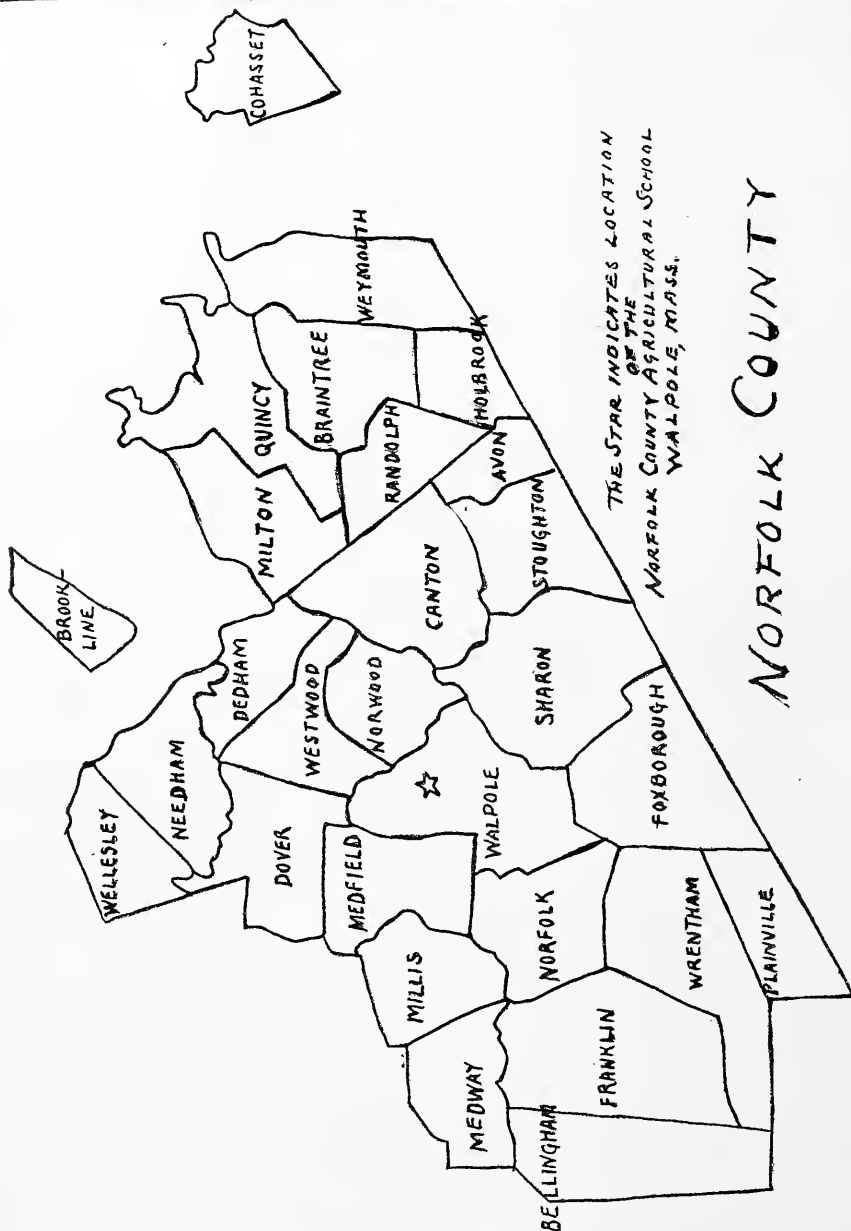 COHASSET
BROOK-
LINE
WELLESLEY
NEEDHAM
DEDHAM
MILTON
QUINCY
BRAINTREE
WEYMOUTH
DOVER
WESTWOOD
NORWOOD
CANTON
RANDOLPH
HOLBROOK
AVON
STOUGHTON
MEDFIELD
WALPOLE
SHARON
MILLIS
NORFOLK
FOXBOROUGH
MEDWAY
FRANKLIN
WRENTHAM
PLAINVILLE
BELLINGHAM
THE STAR INDICATES LOCATION
OF THE
NORFOLK COUNTY AGRICULTURAL SCHOOL
WALPOLE, MASS.
NORFOLK COUNTY